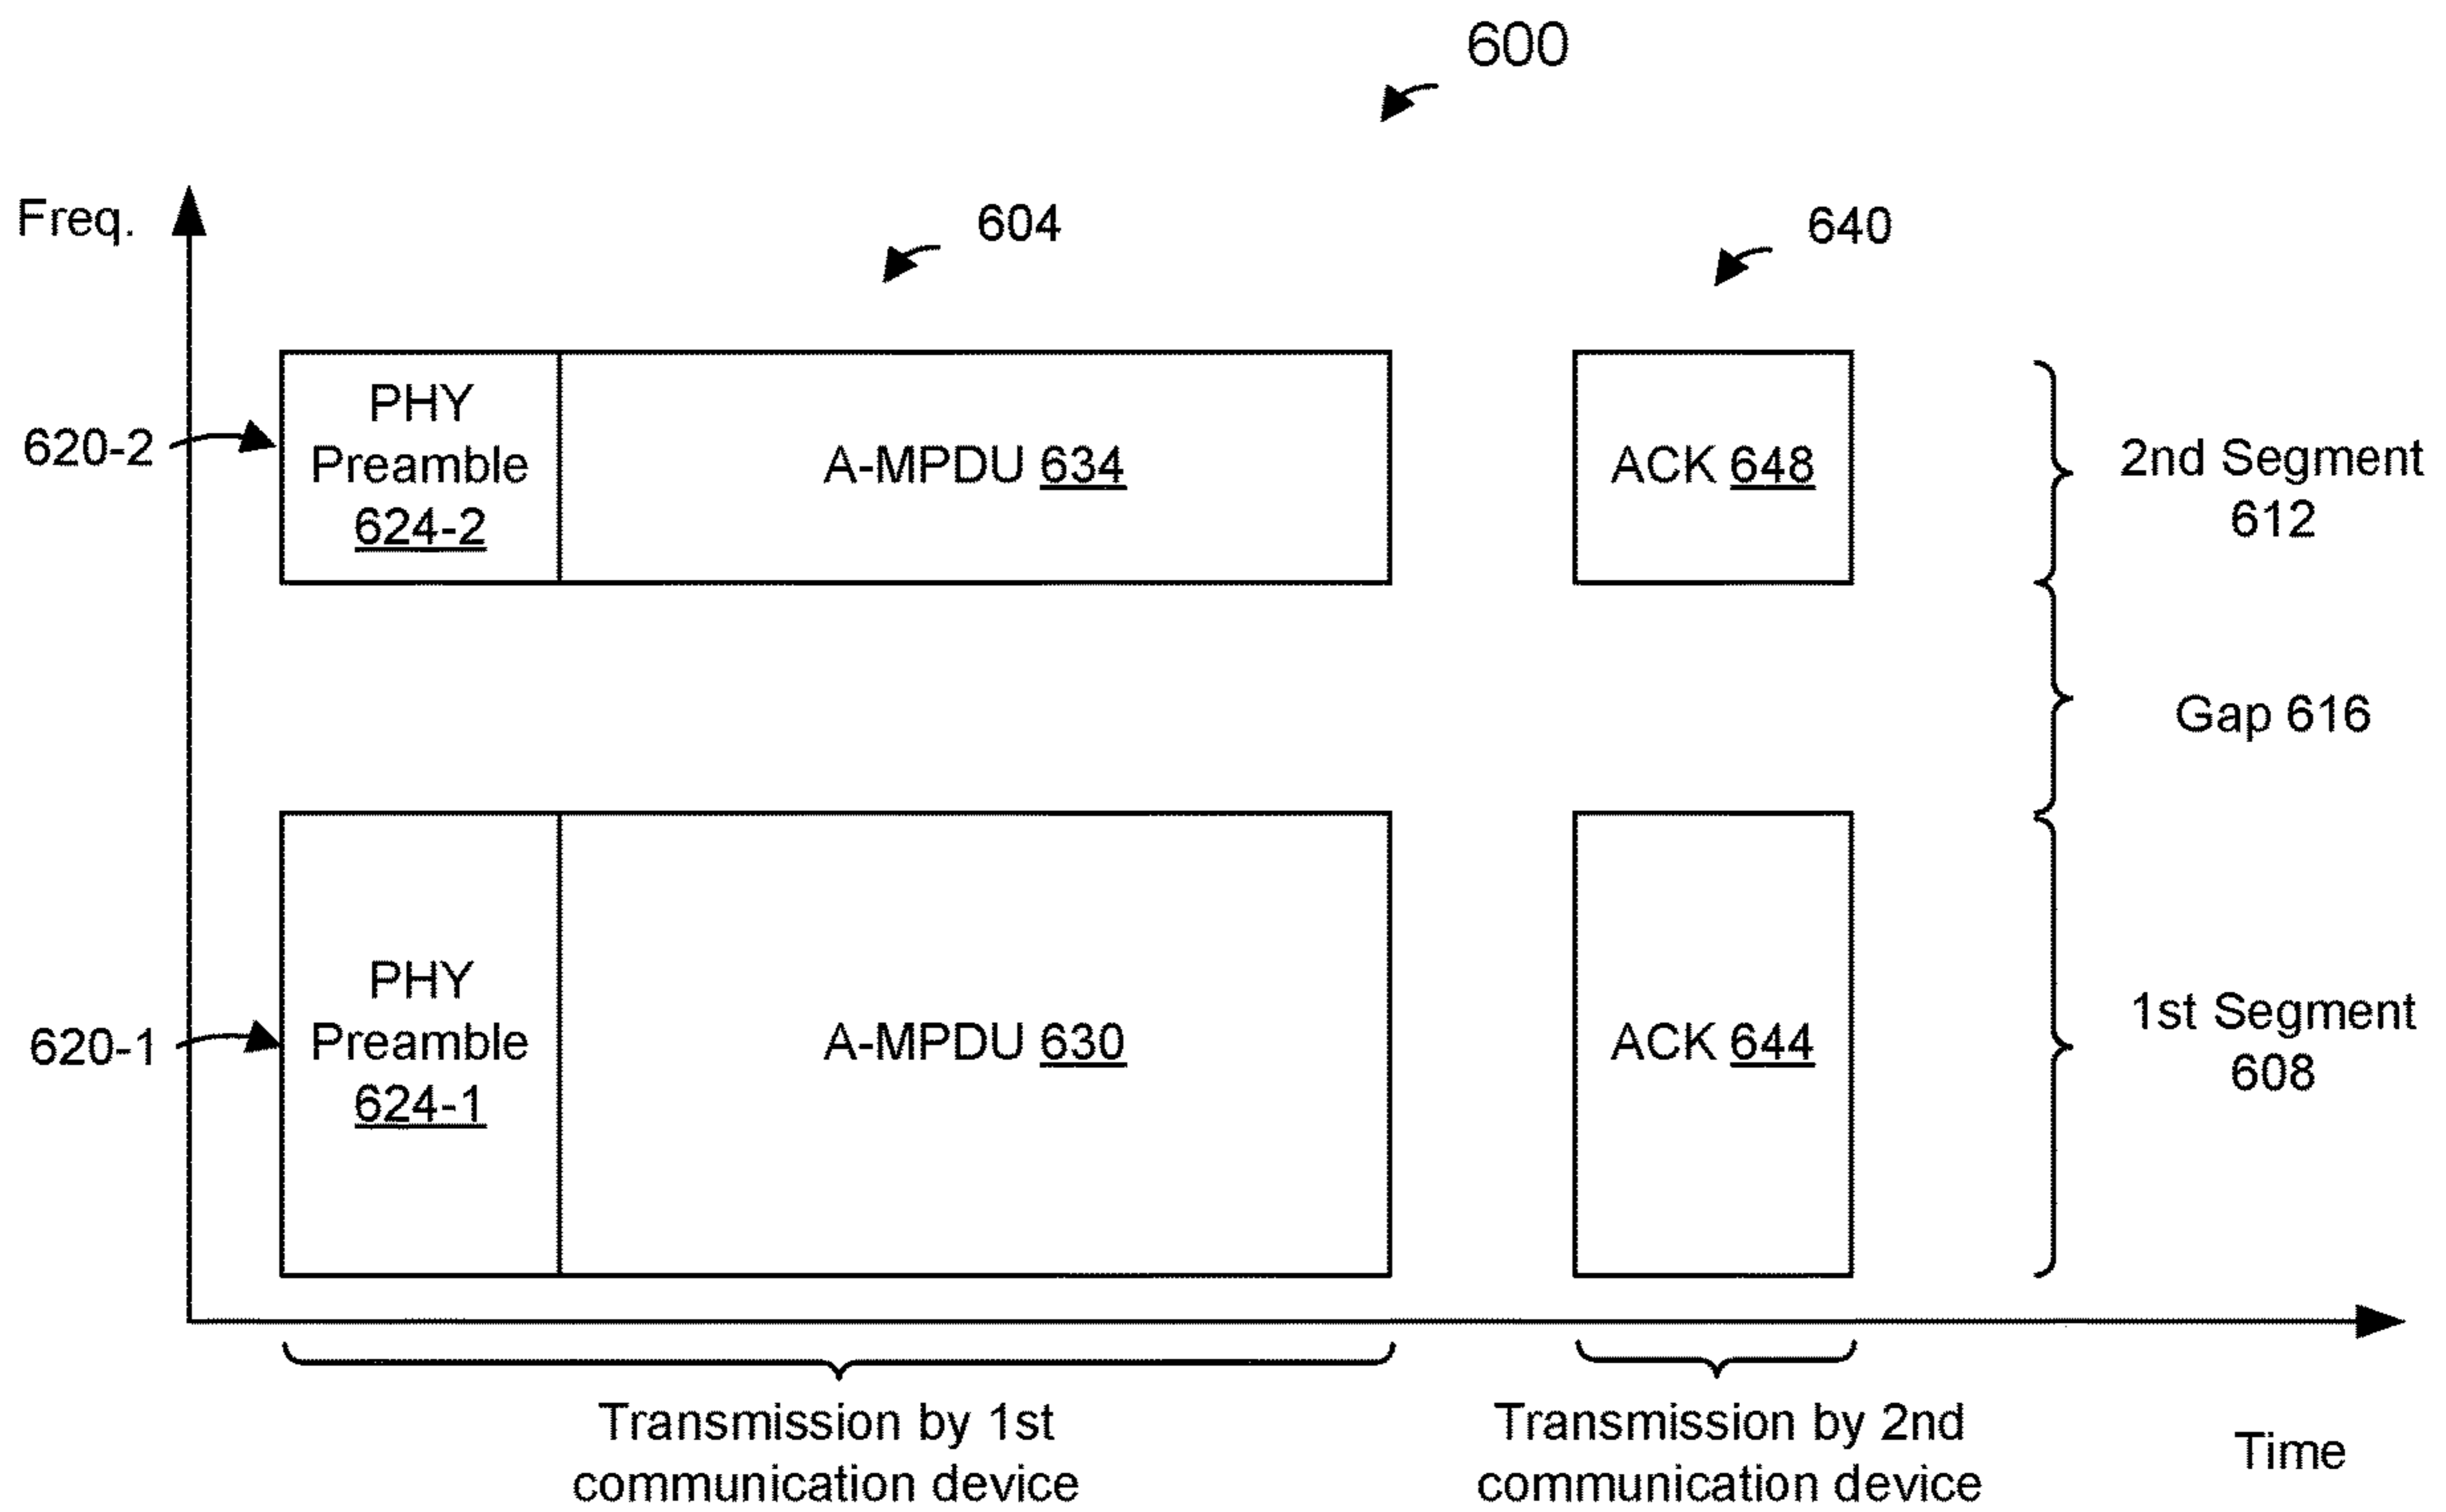 600
Freq.
604
640
620-2
PHY
Preamble
624-2
A-MPDU 634
ACK 648
2nd Segment
612
Gap 616
620-1
PHY
Preamble
624-1
A-MPDU 630
ACK 644
1st Segment
608
Transmission by 1st
communication device
Transmission by 2nd
communication device
Time